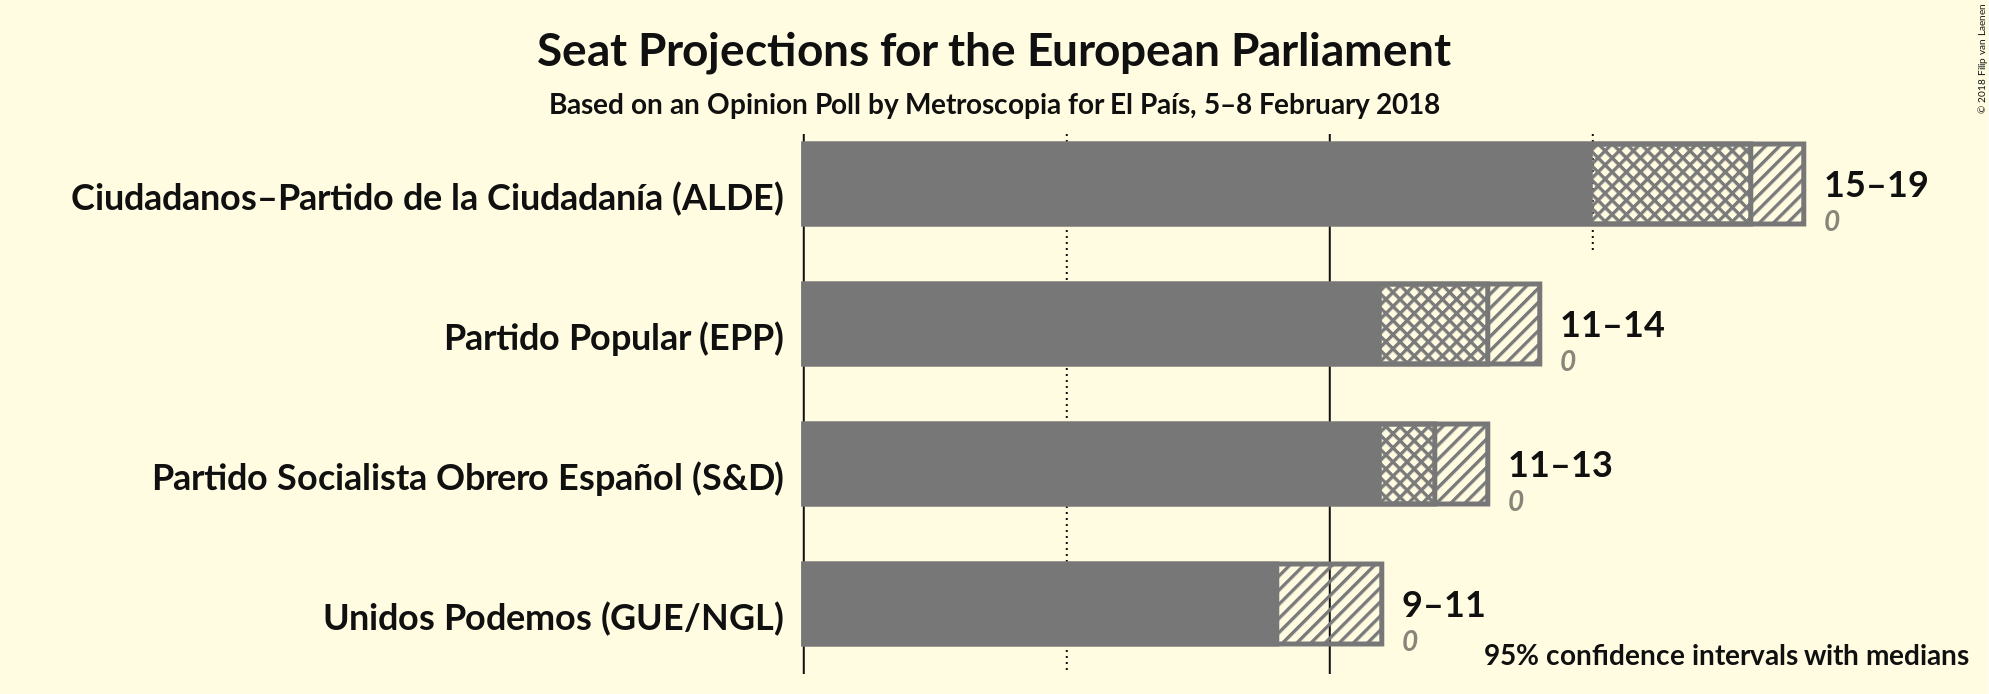 Seat Projections for the European Parliament
Based on an Opinion Poll by Metroscopia for El País, 5–8 February 2018
© 2018 Filip van Laenen
Ciudadanos–Partido de la Ciudadanía (ALDE)
15–19
0
Partido Popular (EPP)
11–14
0
Partido Socialista Obrero Español (S&D)
11–13
0
Unidos Podemos (GUE/NGL)
9–11
0
95% confidence intervals with medians